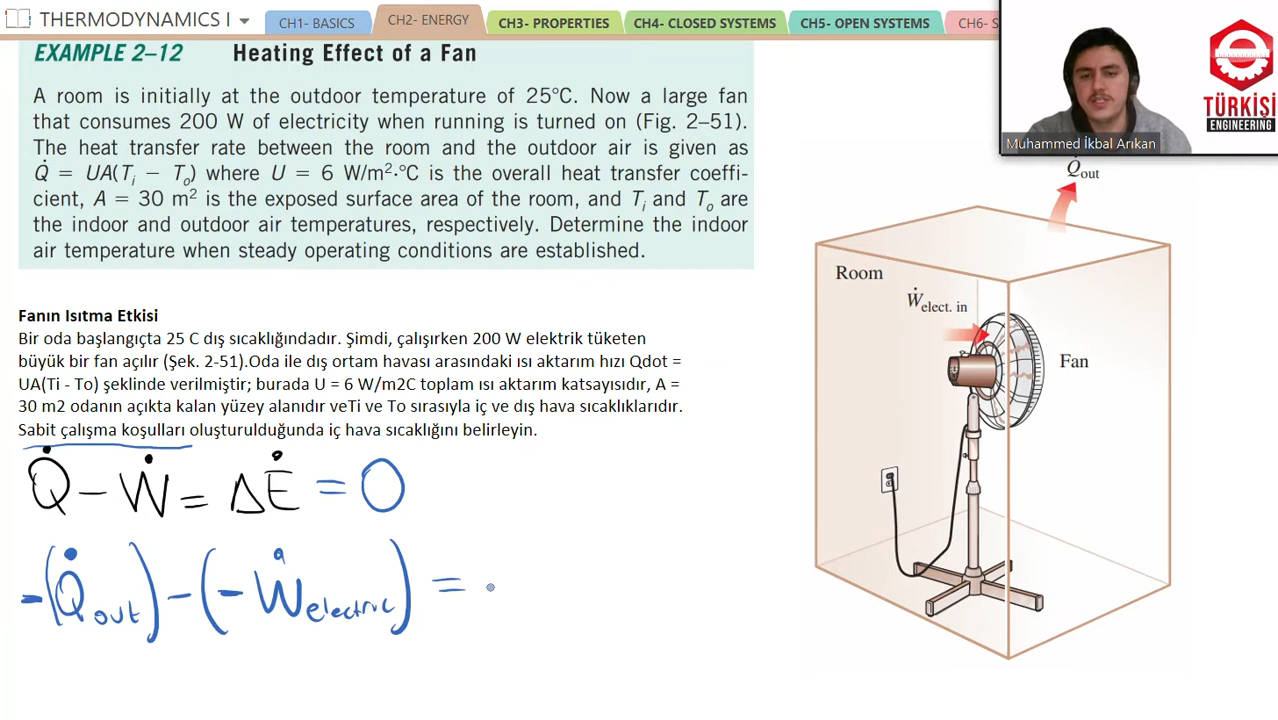 THERMODYNAMICS I
CH1- BASICS
CH2- ENERGY
CH3- PROPERTIES
CH4- CLOSED SYSTEMS
CH5- OPEN SYSTEMS
CH6- S
EXAMPLE 2–12 Heating Effect of a Fan
A room is initially at the outdoor temperature of 25°C. Now a large fan
that consumes 200 W of electricity when running is turned on (Fig. 2–51).
The heat transfer rate between the room and the outdoor air is given as
Q̇ = UA(Tᵢ − Tₒ) where U = 6 W/m²·°C is the overall heat transfer coeffi-
cient, A = 30 m² is the exposed surface area of the room, and Tᵢ and Tₒ are
the indoor and outdoor air temperatures, respectively. Determine the indoor
air temperature when steady operating conditions are established.
Fanın Isıtma Etkisi
Bir oda başlangıçta 25 C dış sıcaklığındadır. Şimdi, çalışırken 200 W elektrik tüketen
büyük bir fan açılır (Şek. 2-51).Oda ile dış ortam havası arasındaki ısı aktarım hızı Qdot =
UA(Ti - To) şeklinde verilmiştir; burada U = 6 W/m2C toplam ısı aktarım katsayısıdır, A =
30 m2 odanın açıkta kalan yüzey alanıdır veTi ve To sırasıyla iç ve dış hava sıcaklıklarıdır.
Sabit çalışma koşulları oluşturulduğunda iç hava sıcaklığını belirleyin.
Q̇ − Ẇ = ΔĖ = 0
-(Q̇out) - (-Ẇelectric) =
Muhammed İkbal Arıkan
TÜRKİŞİ
ENGINEERING
Q̇out
Room
Ẇelect. in
Fan